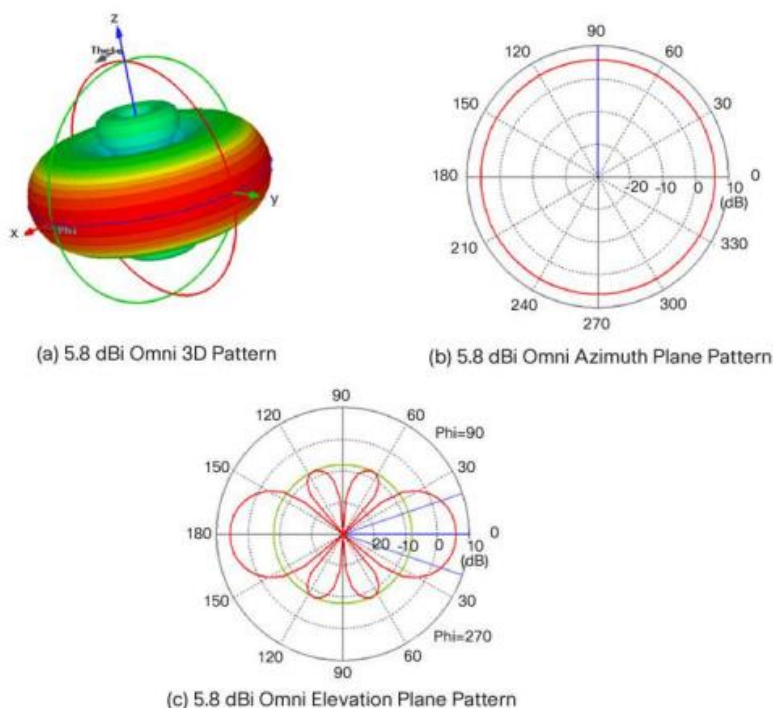 z
Theta
y
x
Phi
(a) 5.8 dBi Omni 3D Pattern
90
120 60
150 30
180 -20 -10 0 10 0
(dB)
210 330
240 300
270
(b) 5.8 dBi Omni Azimuth Plane Pattern
90
120 60
Phi=90
150 30
180 -20 -10 0 10 0
(dB)
150 30
Phi=270
120 60
90
(c) 5.8 dBi Omni Elevation Plane Pattern